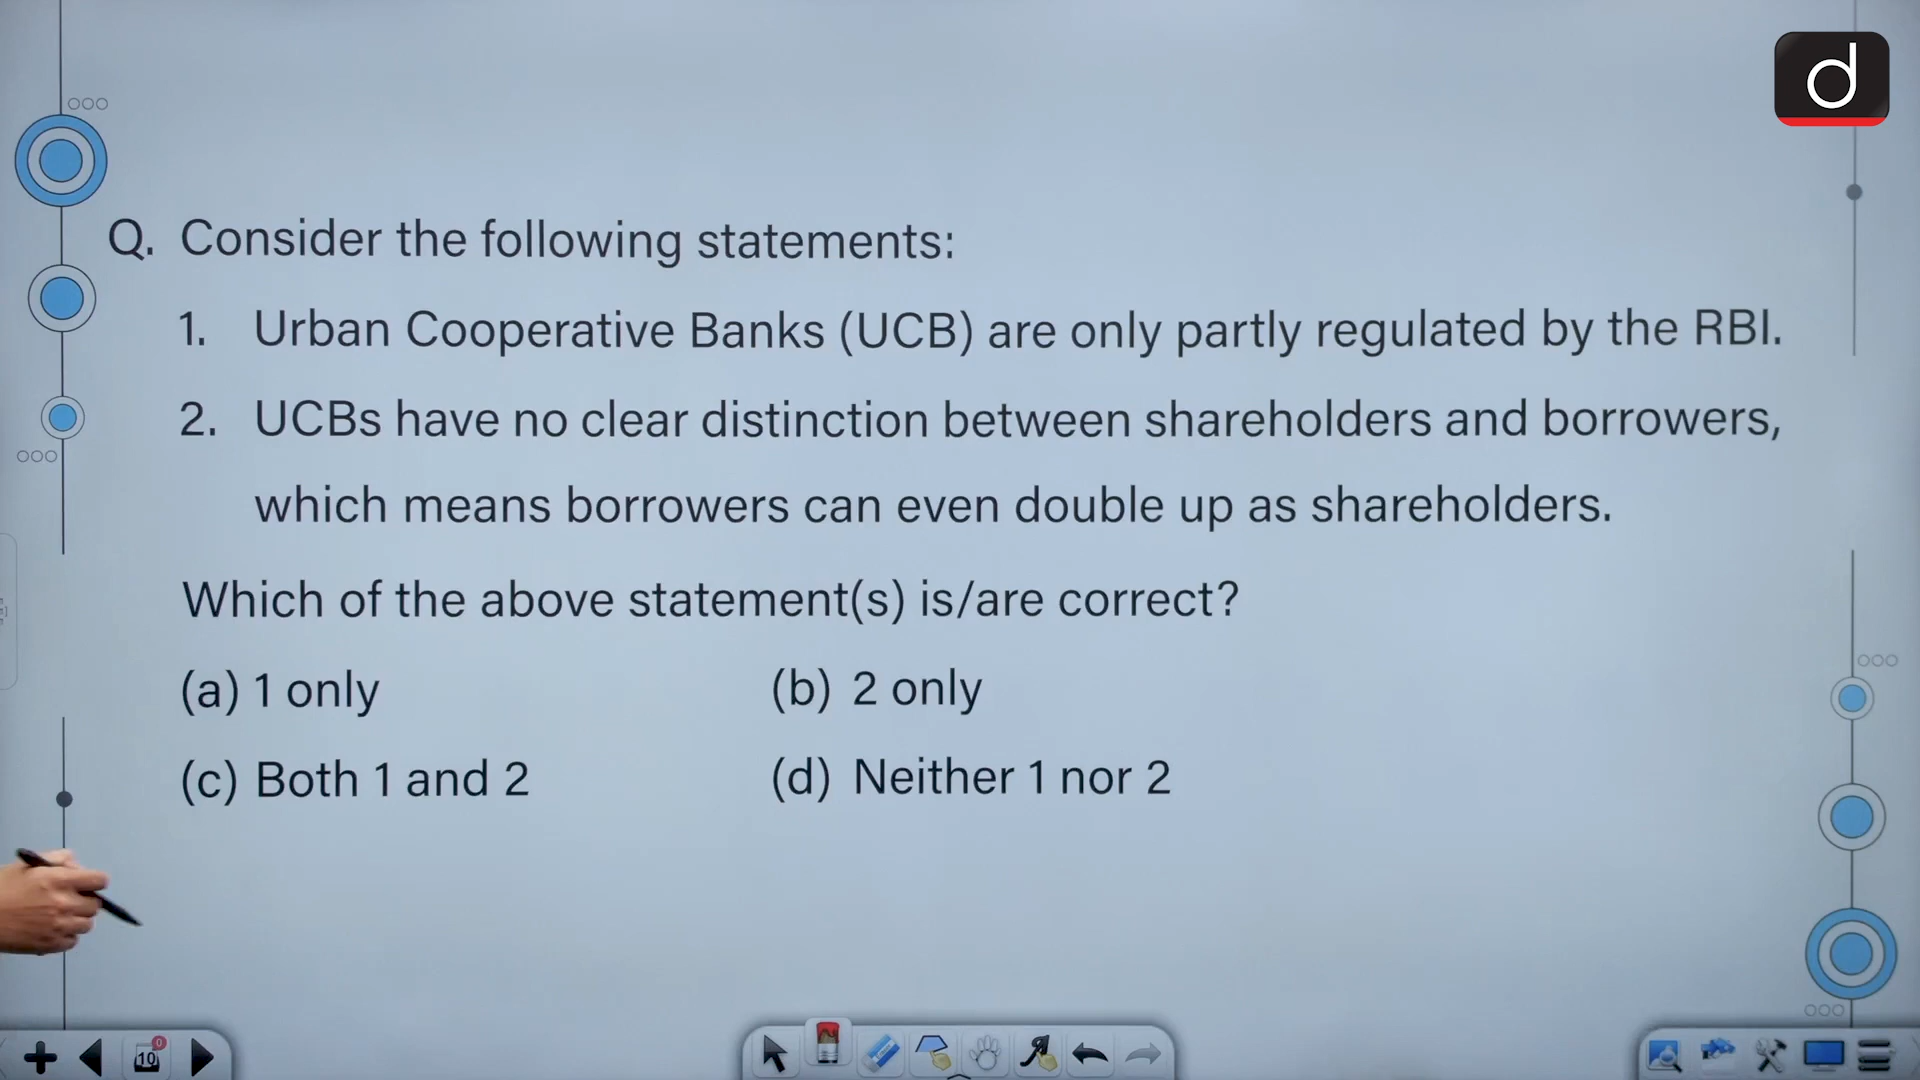 d
Q. Consider the following statements:
1. Urban Cooperative Banks (UCB) are only partly regulated by the RBI.
2. UCBs have no clear distinction between shareholders and borrowers,
which means borrowers can even double up as shareholders.
Which of the above statement(s) is/are correct?
(a) 1 only (b) 2 only
(c) Both 1 and 2 (d) Neither 1 nor 2
10 0